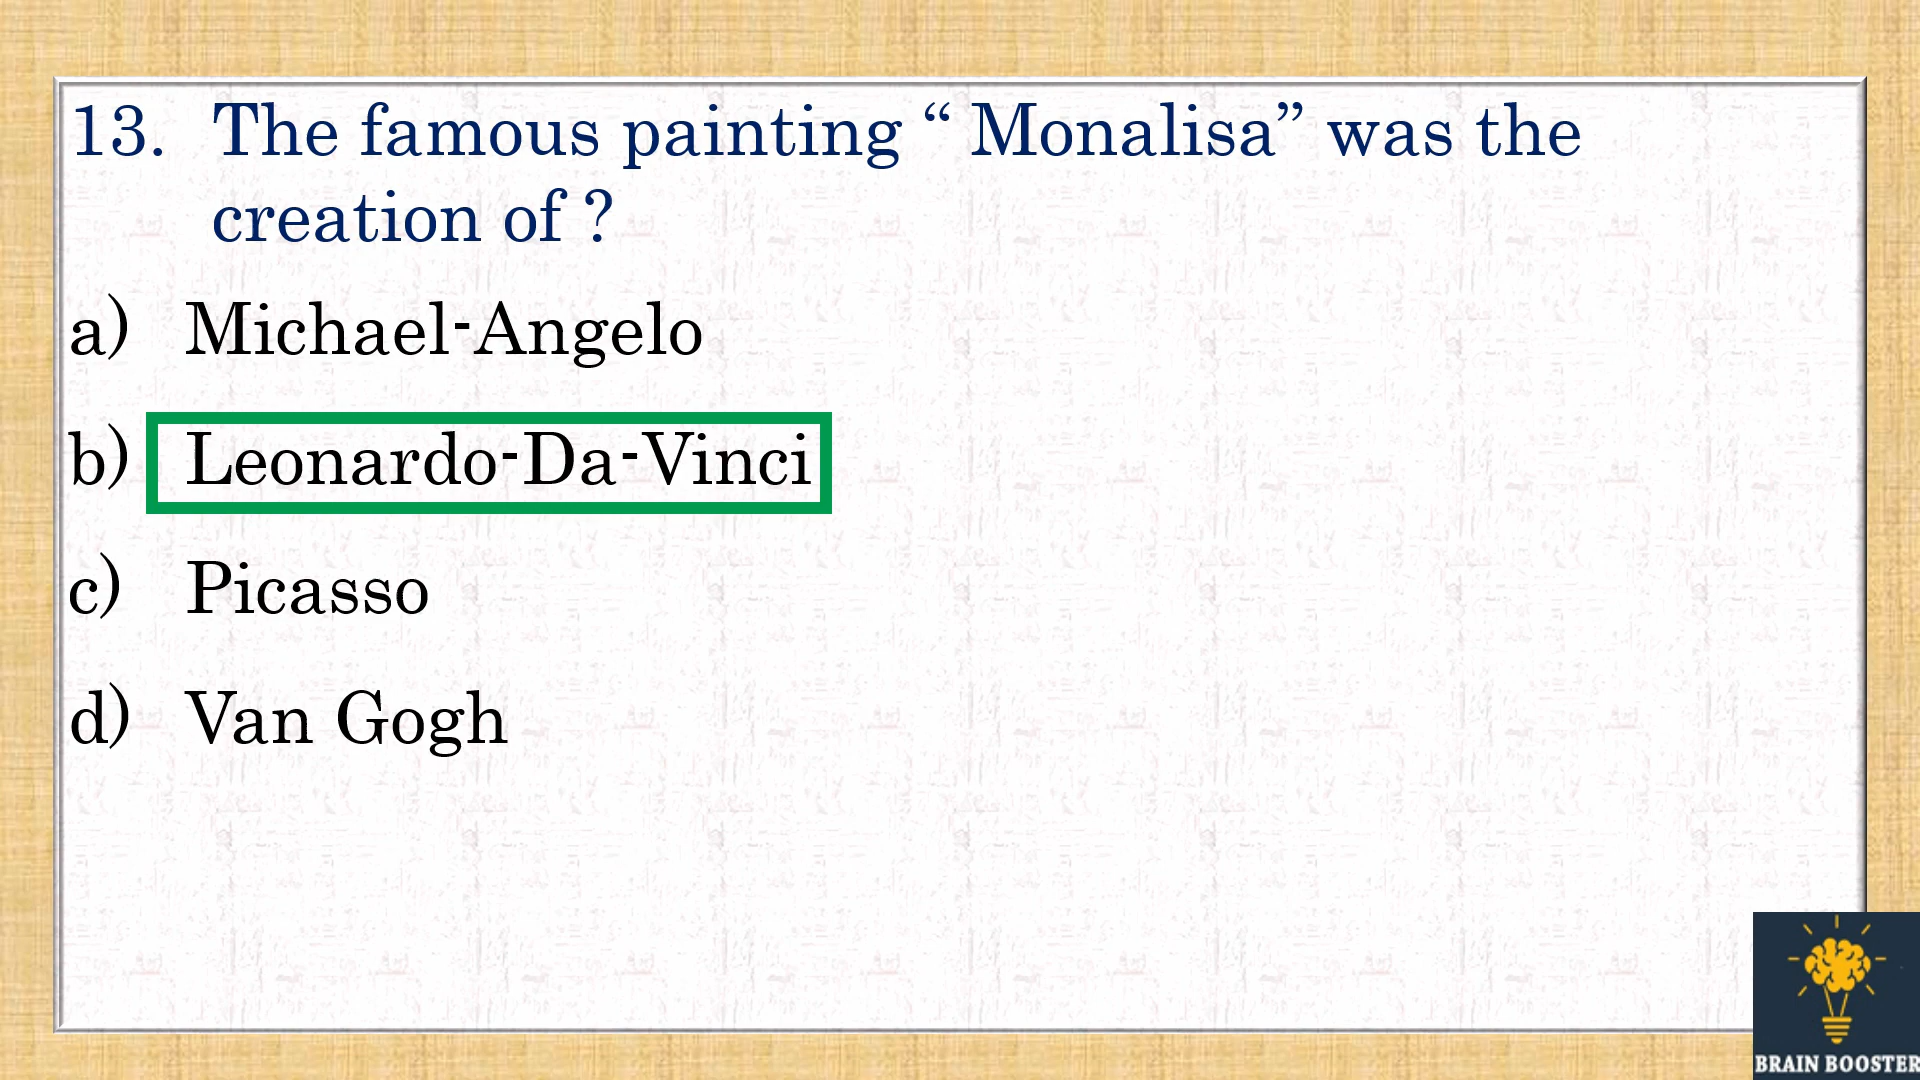 13. The famous painting “ Monalisa” was the
creation of ?
a) Michael-Angelo
b) Leonardo-Da-Vinci
c) Picasso
d) Van Gogh
BRAIN BOOSTER